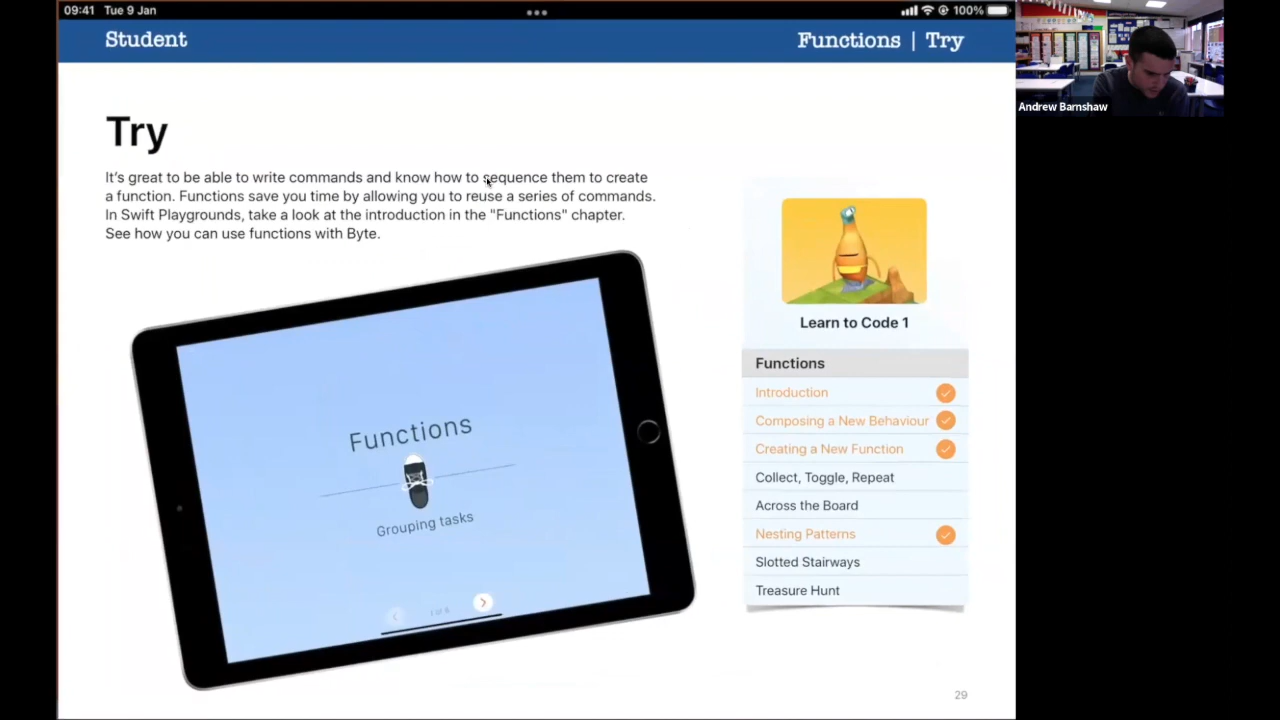 09:41 Tue 9 Jan
100%
Student
Functions | Try
Andrew Barnshaw
Try
It's great to be able to write commands and know how to sequence them to create
a function. Functions save you time by allowing you to reuse a series of commands.
In Swift Playgrounds, take a look at the introduction in the "Functions" chapter.
See how you can use functions with Byte.
Functions
Grouping tasks
1 of 6
Learn to Code 1
Functions
Introduction
Composing a New Behaviour
Creating a New Function
Collect, Toggle, Repeat
Across the Board
Nesting Patterns
Slotted Stairways
Treasure Hunt
29